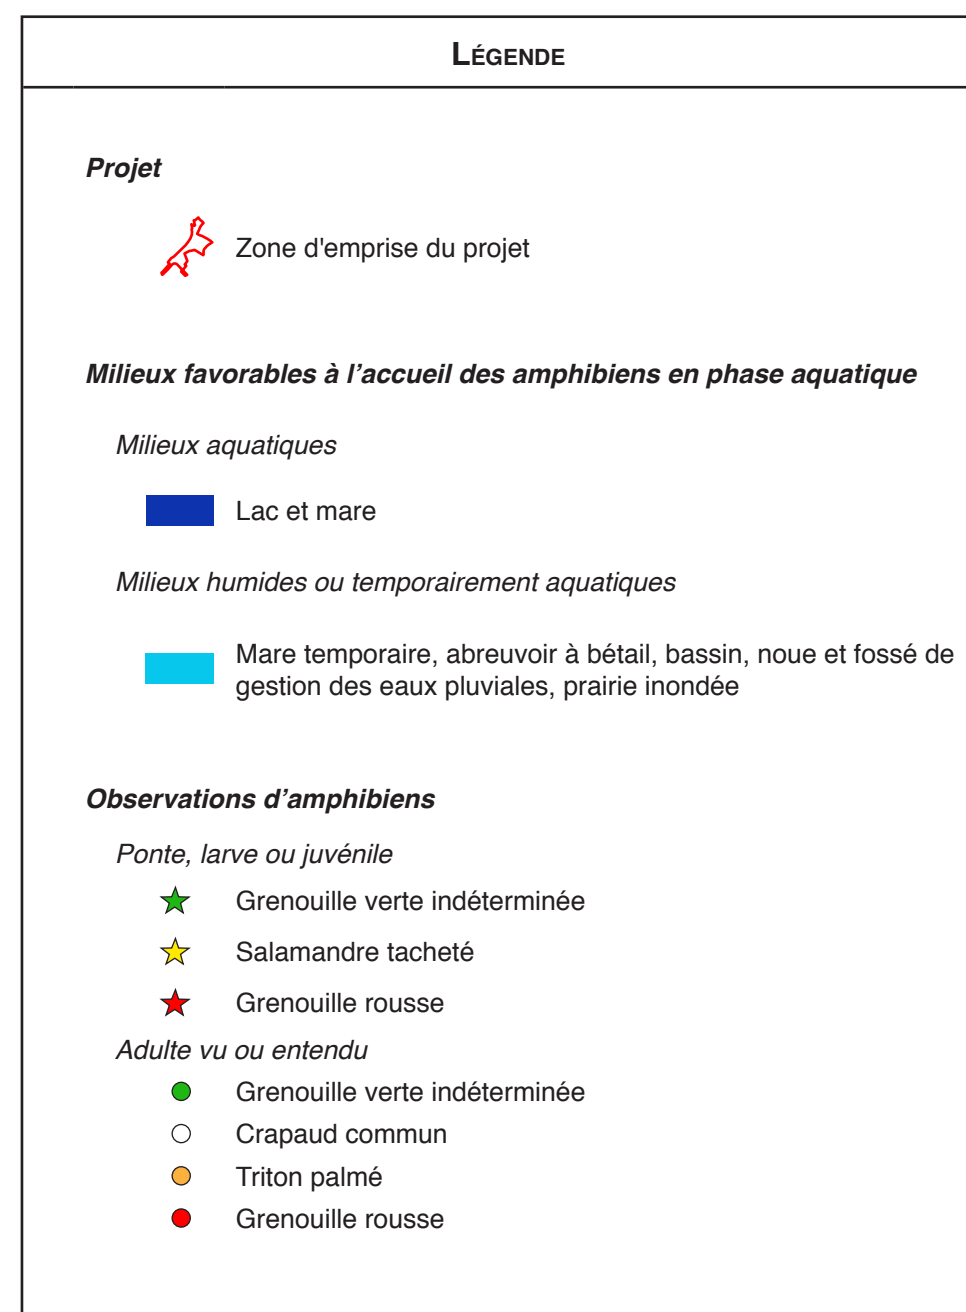 LÉGENDE
Projet
Zone d'emprise du projet
Milieux favorables à l’accueil des amphibiens en phase aquatique
Milieux aquatiques
Lac et mare
Milieux humides ou temporairement aquatiques
Mare temporaire, abreuvoir à bétail, bassin, noue et fossé de
gestion des eaux pluviales, prairie inondée
Observations d’amphibiens
Ponte, larve ou juvénile
Grenouille verte indéterminée
Salamandre tacheté
Grenouille rousse
Adulte vu ou entendu
Grenouille verte indéterminée
Crapaud commun
Triton palmé
Grenouille rousse